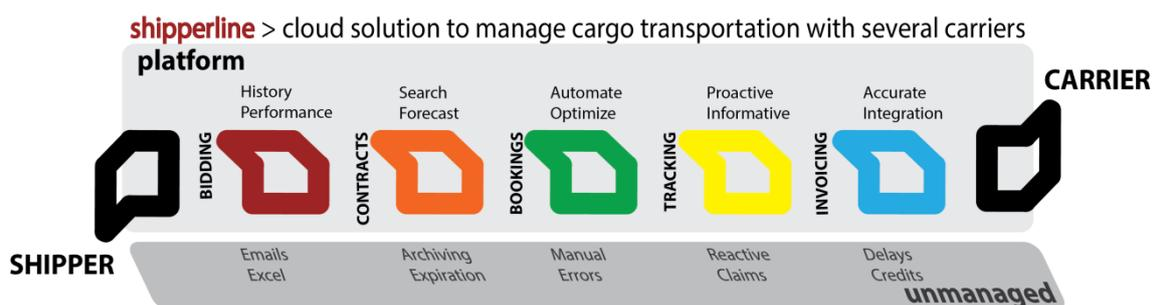 shipperline > cloud solution to manage cargo transportation with several carriers
platform
CARRIER
History
Performance
Search
Forecast
Automate
Optimize
Proactive
Informative
Accurate
Integration
BIDDING
CONTRACTS
BOOKINGS
TRACKING
INVOICING
SHIPPER
Emails
Excel
Archiving
Expiration
Manual
Errors
Reactive
Claims
Delays
Credits
unmanaged